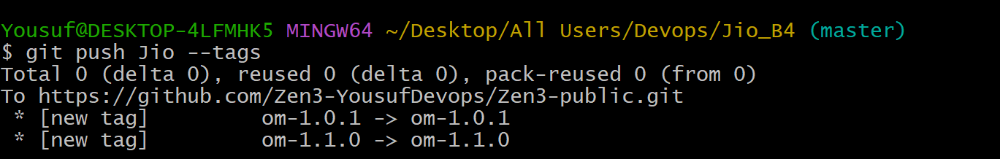 Yousuf@DESKTOP-4LFMHK5 MINGW64 ~/Desktop/All Users/Devops/Jio_B4 (master)
$ git push Jio --tags
Total 0 (delta 0), reused 0 (delta 0), pack-reused 0 (from 0)
To https://github.com/Zen3-YousufDevops/Zen3-public.git
 * [new tag]         om-1.0.1 -> om-1.0.1
 * [new tag]         om-1.1.0 -> om-1.1.0